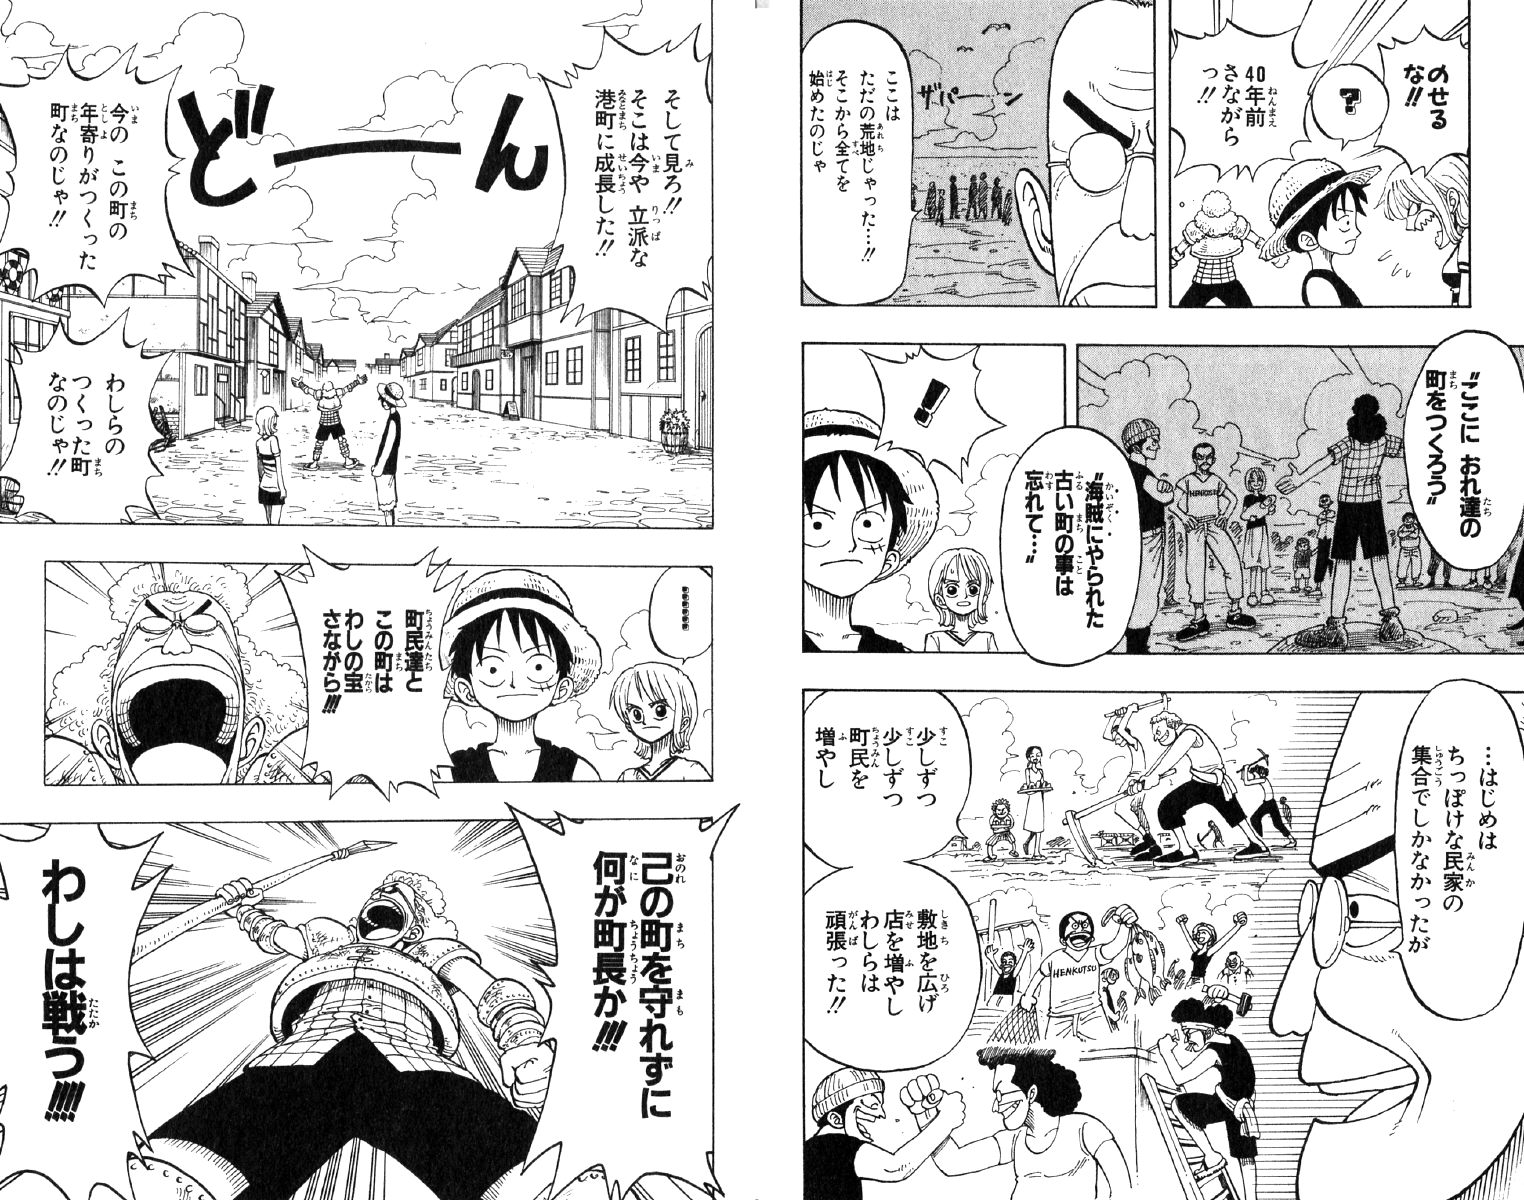 のせる
な!!
?
40年前
さながら
っ!!
ザパーーン
ここは
ただの荒地じゃった…!!
そこから全てを
始めたのじゃ
“ここに おれ達の
町をつくろう”
HENKUTSU
“海賊にやられた
古い町の事は
忘れて…”
!!
…はじめは
ちっぽけな民家の
集合でしかなかったが
少しずつ
少しずつ
町民を
増やし
敷地を広げ
店を増やし
わしらは
頑張った!!
HENKUTSU
そして見ろ!!
そこは今や 立派な
港町に成長した!!
どーーん
今の この町の
年寄りがつくった
町なのじゃ!!
わしらの
つくった町
なのじゃ!!
………
町民達と
この町は
わしの宝
さながら!!!
己の町を守れずに
何が町長か!!!
わしは戦う!!!!!